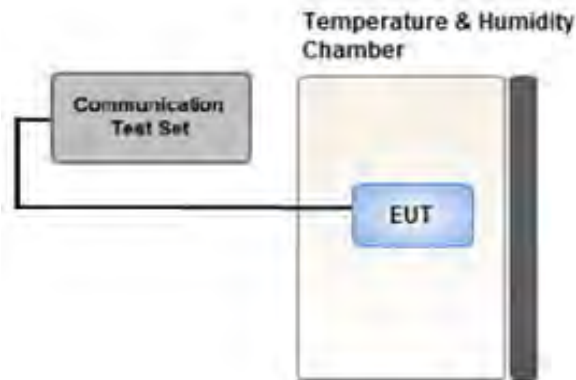 Temperature & Humidity
Chamber
Communication
Test Set
EUT